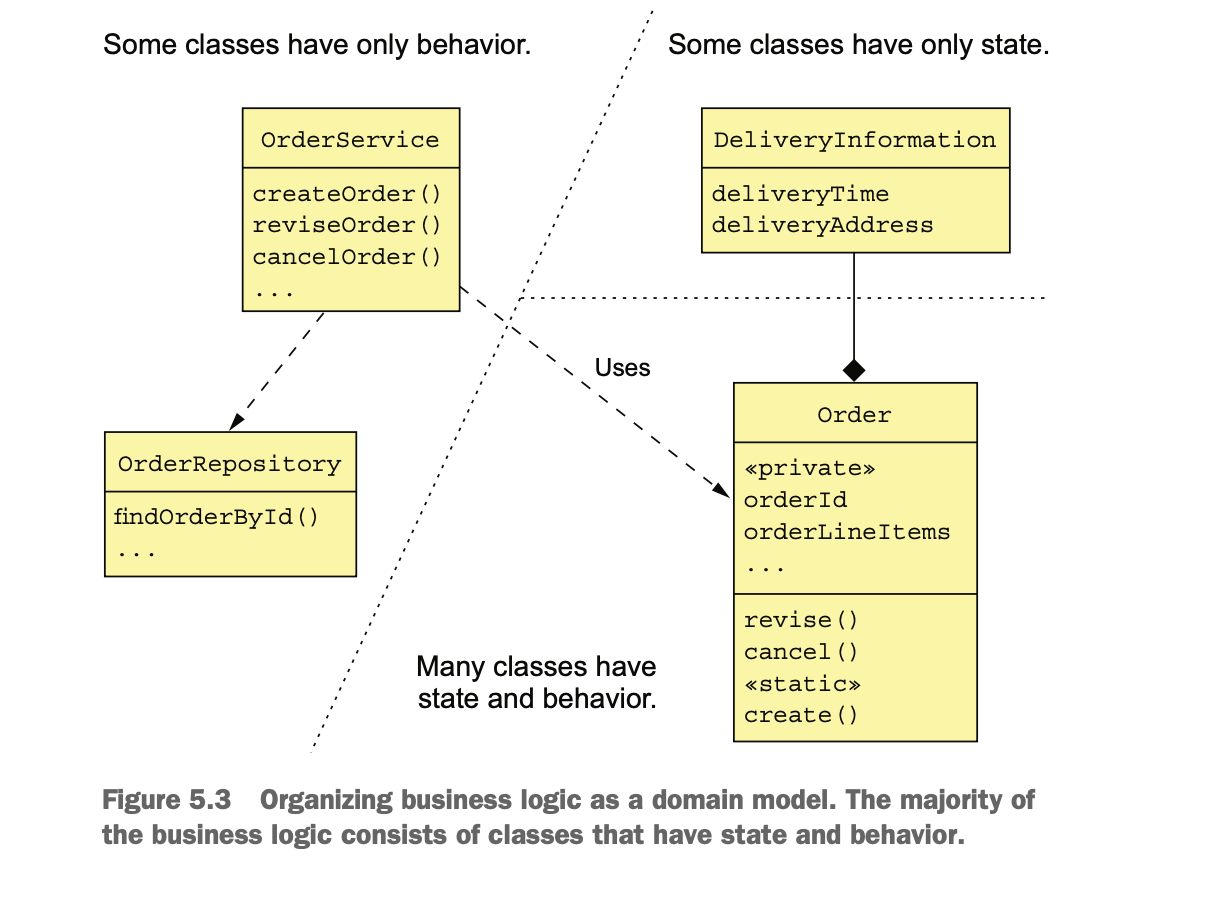 Some classes have only behavior.
Some classes have only state.
OrderService
createOrder()
reviseOrder()
cancelOrder()
...
DeliveryInformation
deliveryTime
deliveryAddress
Uses
OrderRepository
findOrderById()
...
Order
«private»
orderId
orderLineItems
...
revise()
cancel()
«static»
create()
Many classes have
state and behavior.
Figure 5.3 Organizing business logic as a domain model. The majority of
the business logic consists of classes that have state and behavior.